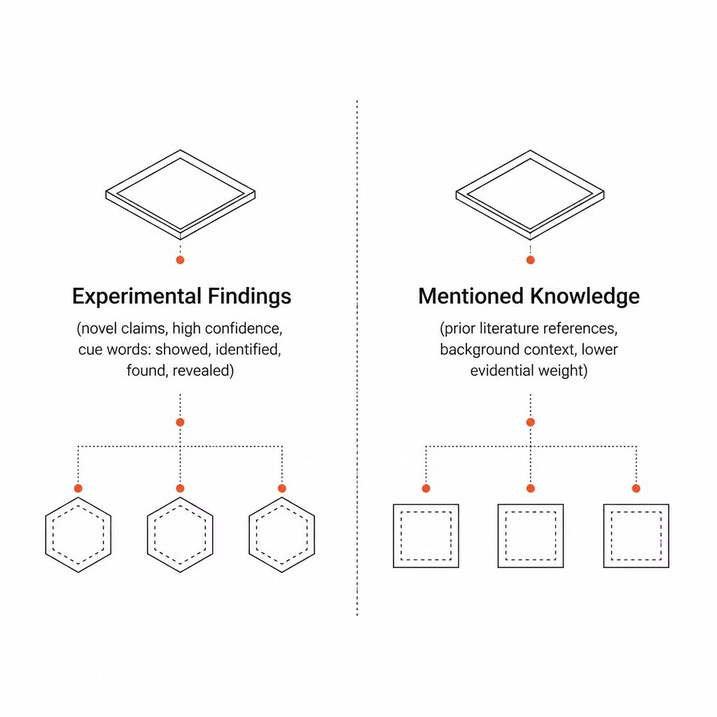 Experimental Findings
(novel claims, high confidence,
cue words: showed, identified,
found, revealed)
Mentioned Knowledge
(prior literature references,
background context, lower
evidential weight)